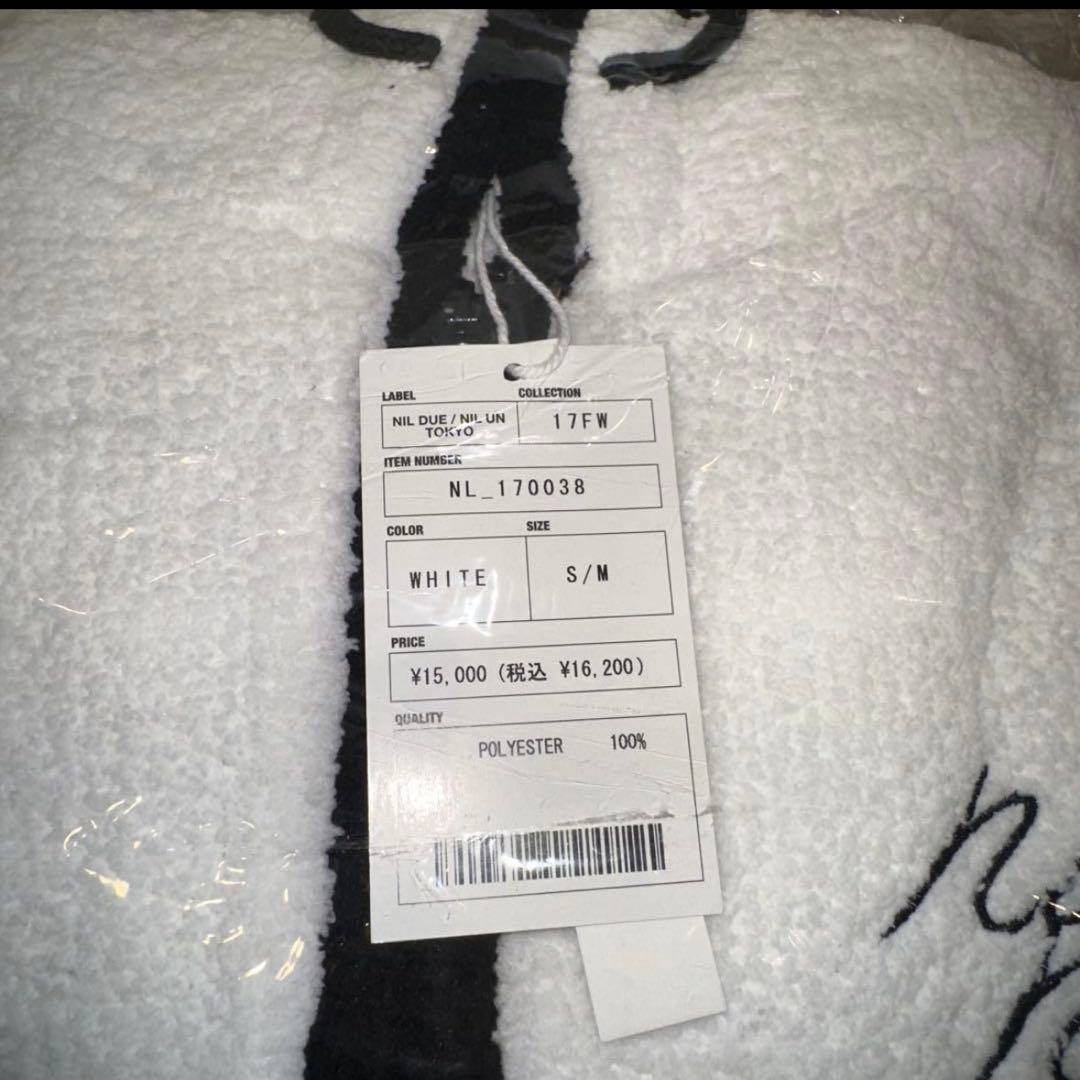 LABEL COLLECTION
NIL DUE / NIL UN
TOKYO
17FW
ITEM NUMBER
NL_170038
COLOR SIZE
WHITE S/M
PRICE
¥15,000 (税込 ¥16,200)
QUALITY
POLYESTER 100%